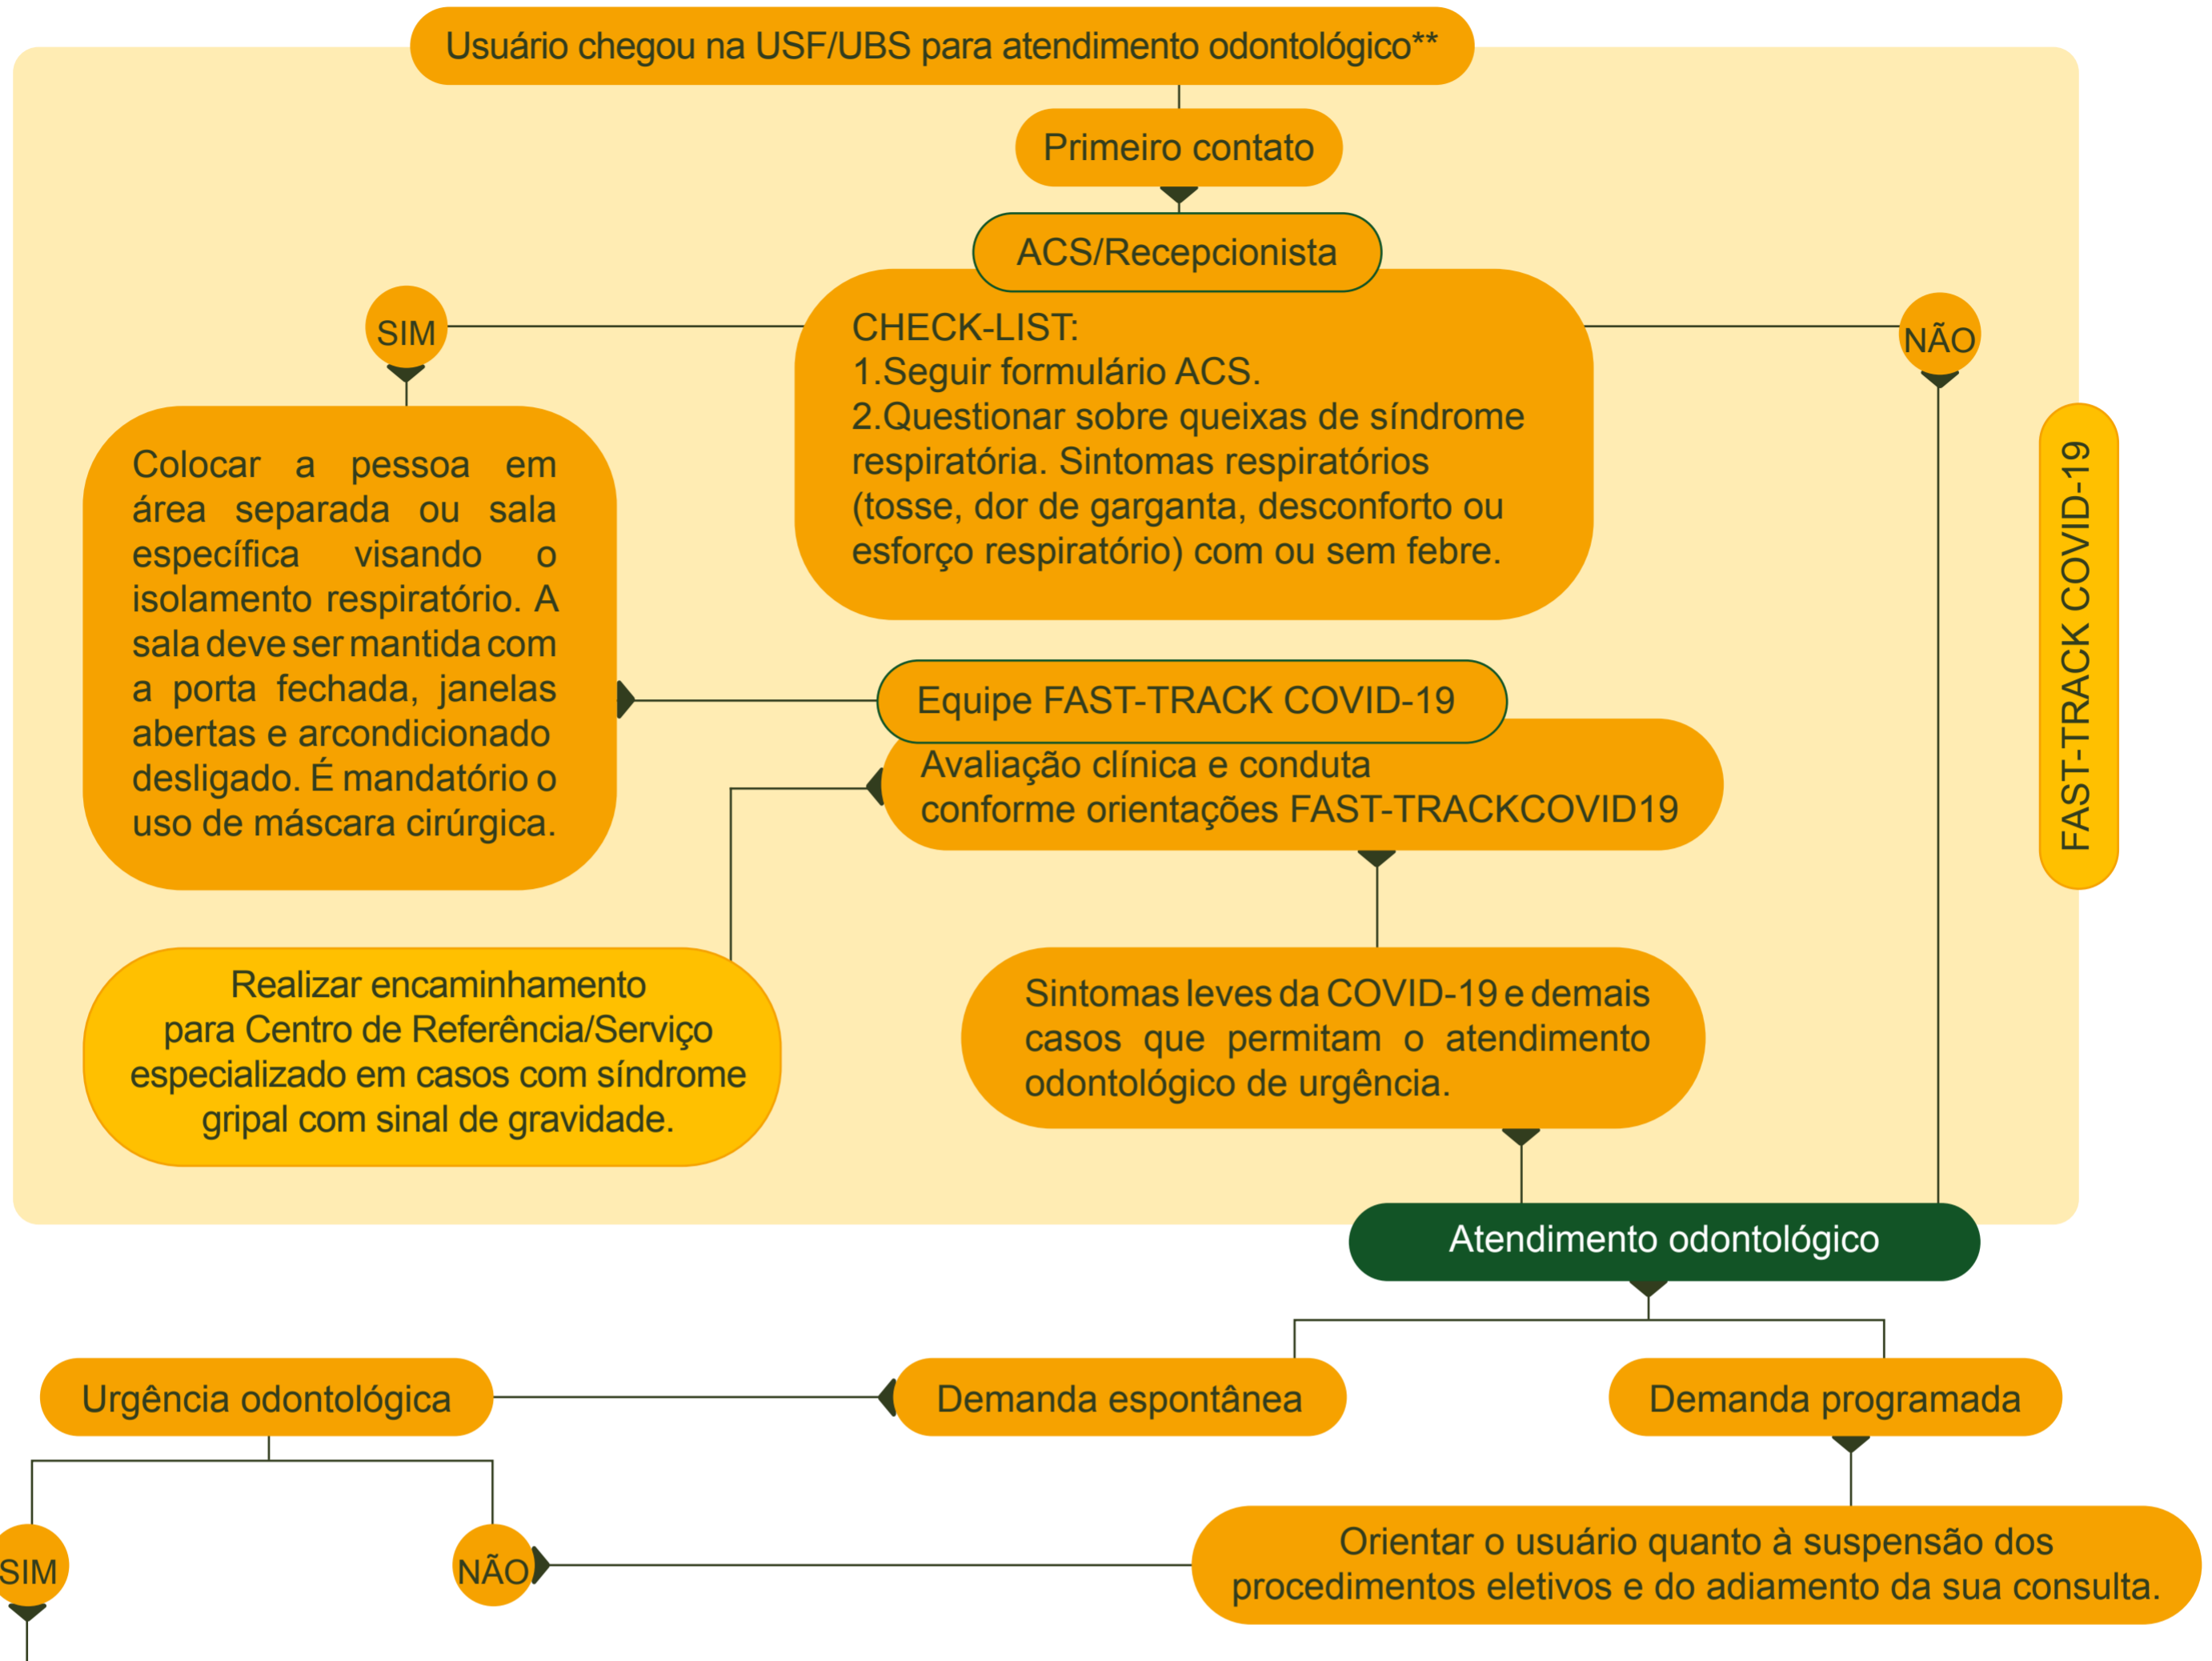 Usuário chegou na USF/UBS para atendimento odontológico**
Primeiro contato
ACS/Recepcionista
SIM
CHECK-LIST:
1.Seguir formulário ACS.
2.Questionar sobre queixas de síndrome
respiratória. Sintomas respiratórios
(tosse, dor de garganta, desconforto ou
esforço respiratório) com ou sem febre.
NÃO
Colocar a pessoa em
área separada ou sala
específica visando o
isolamento respiratório. A
sala deve ser mantida com
a porta fechada, janelas
abertas e arcondicionado
desligado. É mandatório o
uso de máscara cirúrgica.
FAST-TRACK COVID-19
Equipe FAST-TRACK COVID-19
Avaliação clínica e conduta
conforme orientações FAST-TRACKCOVID19
Realizar encaminhamento
para Centro de Referência/Serviço
especializado em casos com síndrome
gripal com sinal de gravidade.
Sintomas leves da COVID-19 e demais
casos que permitam o atendimento
odontológico de urgência.
Atendimento odontológico
Urgência odontológica
Demanda espontânea
Demanda programada
SIM
NÃO
Orientar o usuário quanto à suspensão dos
procedimentos eletivos e do adiamento da sua consulta.